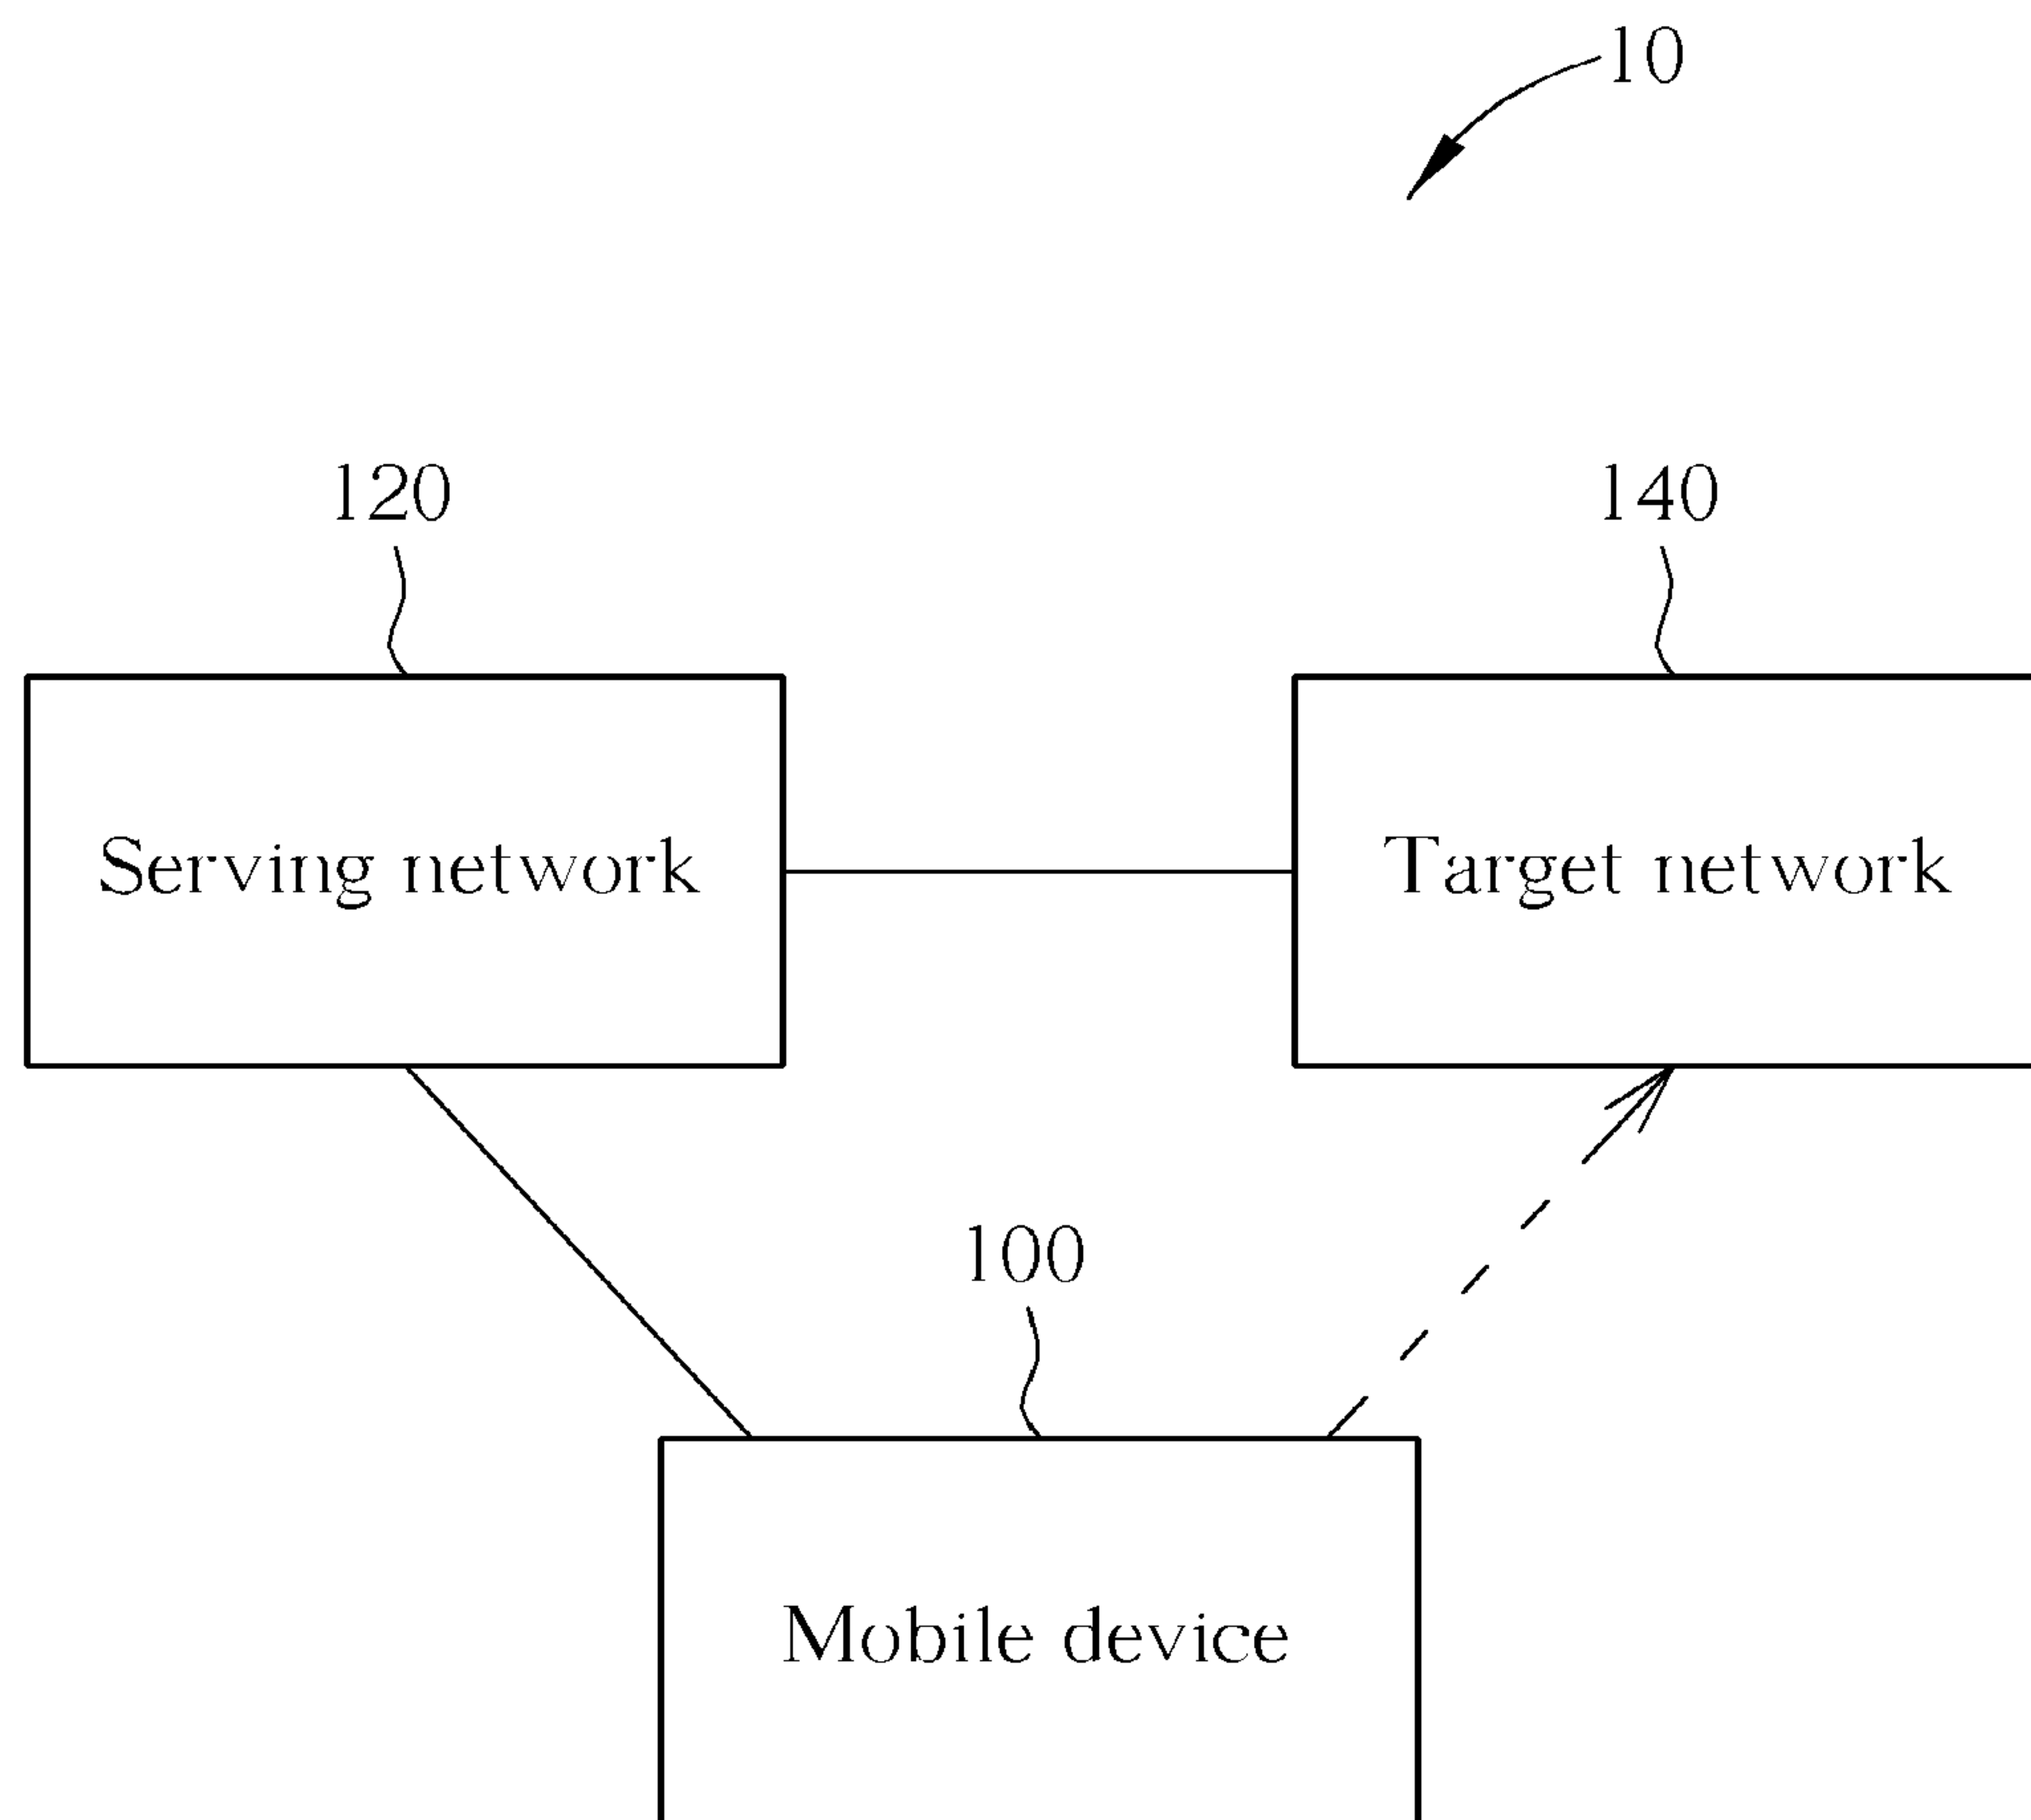 10
120
140
Serving network
Target network
100
Mobile device